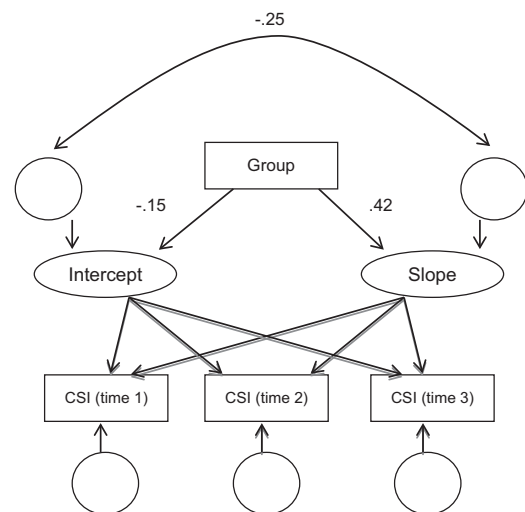 -.25
Group
-.15
.42
Intercept
Slope
CSI (time 1)
CSI (time 2)
CSI (time 3)